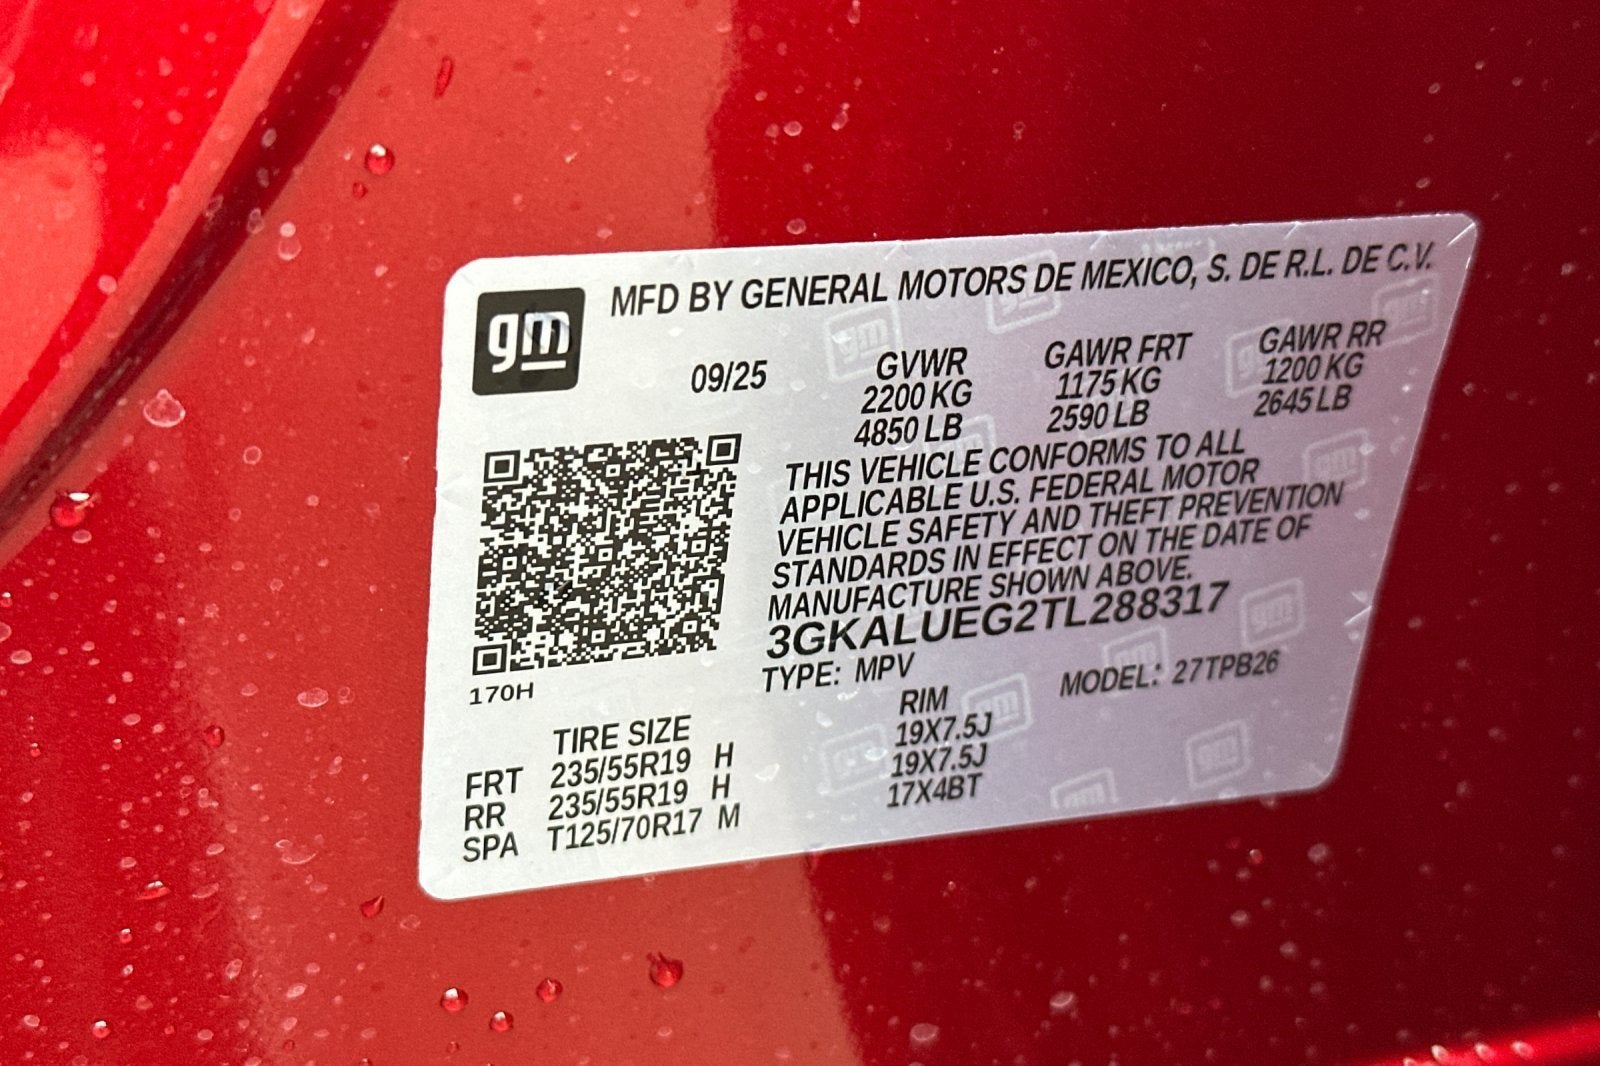 gm
MFD BY GENERAL MOTORS DE MEXICO, S. DE R.L. DE C.V.
09/25
GVWR GAWR FRT GAWR RR
2200 KG 1175 KG 1200 KG
4850 LB 2590 LB 2645 LB
THIS VEHICLE CONFORMS TO ALL
APPLICABLE U.S. FEDERAL MOTOR
VEHICLE SAFETY AND THEFT PREVENTION
STANDARDS IN EFFECT ON THE DATE OF
MANUFACTURE SHOWN ABOVE.
3GKALUEG2TL288317
TYPE: MPV MODEL: 27TPB26
170H
TIRE SIZE RIM
FRT 235/55R19 H 19X7.5J
RR 235/55R19 H 19X7.5J
SPA T125/70R17 M 17X4BT